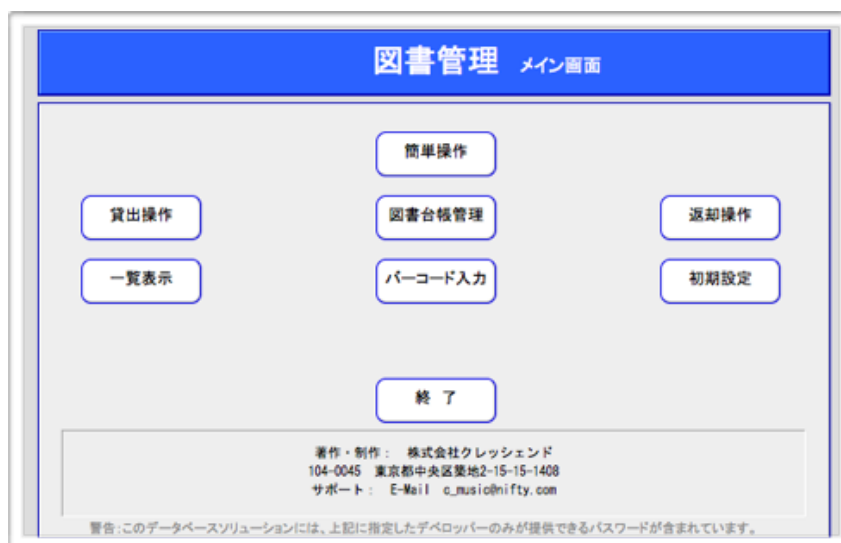 図書管理 メイン画面
簡単操作
貸出操作 図書台帳管理 返却操作
一覧表示 バーコード入力 初期設定
終 了
著作・制作： 株式会社クレッシェンド
104-0045 東京都中央区築地2-15-15-1408
サポート： E-Mail c_music@nifty.com
警告:このデータベースソリューションには、上記に指定したデベロッパーのみが提供できるパスワードが含まれています。